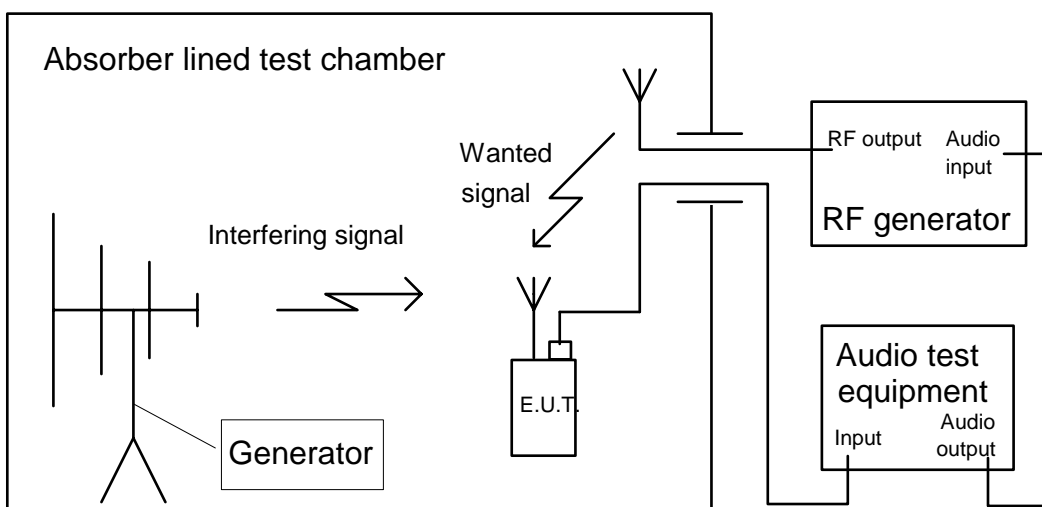 Absorber lined test chamber
Wanted
signal
Interfering signal
E.U.T.
Generator
RF output
Audio
input
RF generator
Audio test
equipment
Input
Audio
output